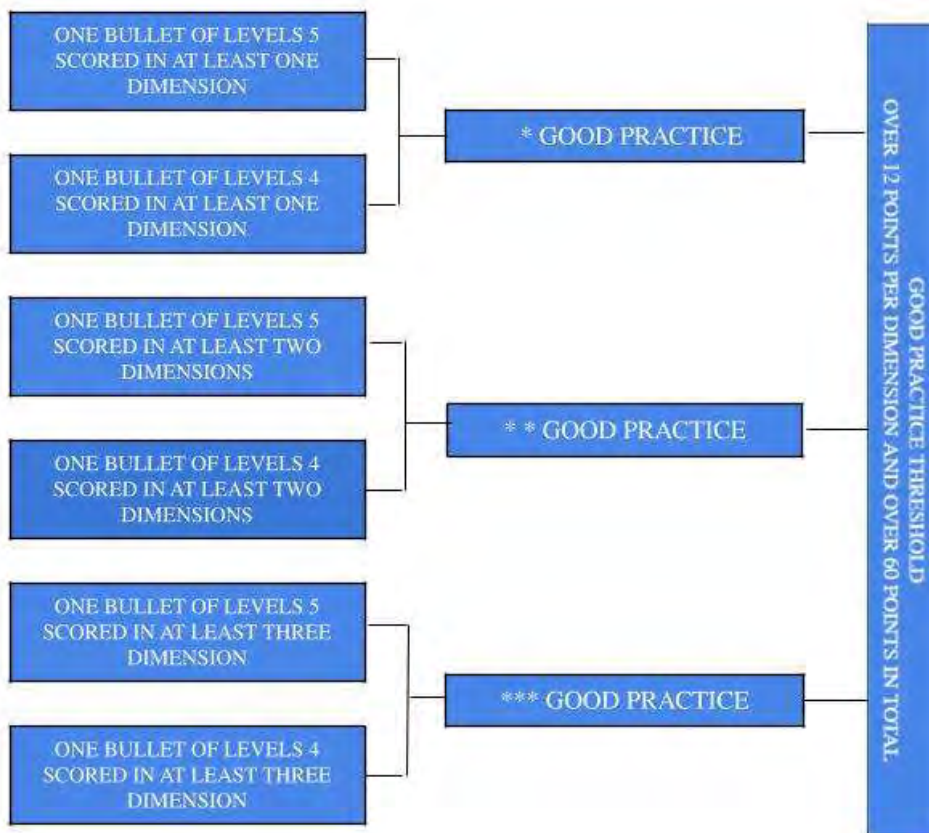 ONE BULLET OF LEVELS 5
SCORED IN AT LEAST ONE
DIMENSION
ONE BULLET OF LEVELS 4
SCORED IN AT LEAST ONE
DIMENSION
* GOOD PRACTICE
ONE BULLET OF LEVELS 5
SCORED IN AT LEAST TWO
DIMENSIONS
ONE BULLET OF LEVELS 4
SCORED IN AT LEAST TWO
DIMENSIONS
* * GOOD PRACTICE
ONE BULLET OF LEVELS 5
SCORED IN AT LEAST THREE
DIMENSION
ONE BULLET OF LEVELS 4
SCORED IN AT LEAST THREE
DIMENSION
*** GOOD PRACTICE
GOOD PRACTICE THRESHOLD
OVER 12 POINTS PER DIMENSION AND OVER 60 POINTS IN TOTAL